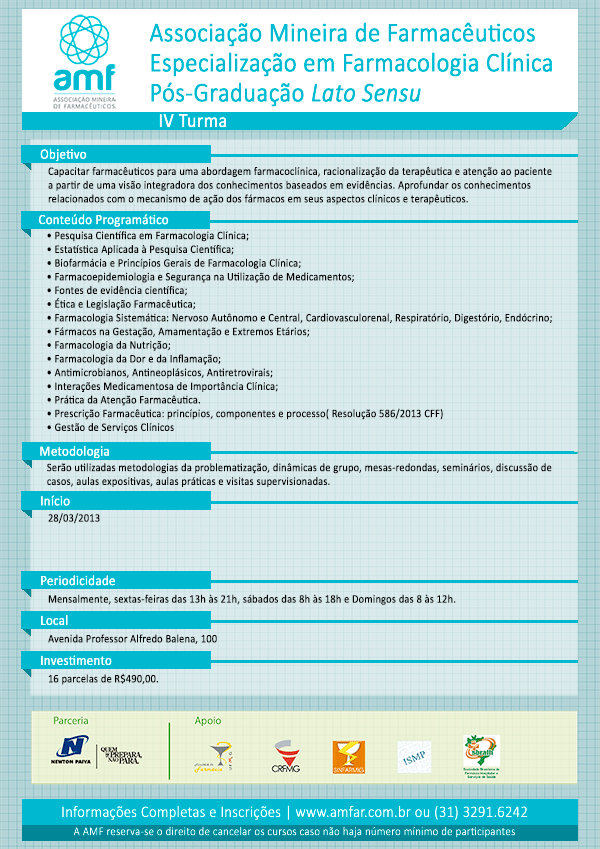 amf
ASSOCIAÇÃO MINEIRA
DE FARMACÊUTICOS
Associação Mineira de Farmacêuticos
Especialização em Farmacologia Clínica
Pós-Graduação Lato Sensu
IV Turma
Objetivo
Capacitar farmacêuticos para uma abordagem farmacoclínica, racionalização da terapêutica e atenção ao paciente
a partir de uma visão integradora dos conhecimentos baseados em evidências. Aprofundar os conhecimentos
relacionados com o mecanismo de ação dos fármacos em seus aspectos clínicos e terapêuticos.
Conteúdo Programático
• Pesquisa Científica em Farmacologia Clínica;
• Estatística Aplicada à Pesquisa Científica;
• Biofarmácia e Princípios Gerais de Farmacologia Clínica;
• Farmacoepidemiologia e Segurança na Utilização de Medicamentos;
• Fontes de evidência científica;
• Ética e Legislação Farmacêutica;
• Farmacologia Sistemática: Nervoso Autônomo e Central, Cardiovasculorenal, Respiratório, Digestório, Endócrino;
• Fármacos na Gestação, Amamentação e Extremos Etários;
• Farmacologia da Nutrição;
• Farmacologia da Dor e da Inflamação;
• Antimicrobianos, Antineoplásicos, Antiretrovirais;
• Interações Medicamentosa de Importância Clínica;
• Prática da Atenção Farmacêutica.
• Prescrição Farmacêutica: princípios, componentes e processo( Resolução 586/2013 CFF)
• Gestão de Serviços Clínicos
Metodologia
Serão utilizadas metodologias da problematização, dinâmicas de grupo, mesas-redondas, seminários, discussão de
casos, aulas expositivas, aulas práticas e visitas supervisionadas.
Início
28/03/2013
Periodicidade
Mensalmente, sextas-feiras das 13h às 21h, sábados das 8h às 18h e Domingos das 8 às 12h.
Local
Avenida Professor Alfredo Balena, 100
Investimento
16 parcelas de R$490,00.
Parceria
Apoio
NEWTON PAIVA
QUEM
SE PREPARA,
NÃO PARA.
CRFMG
SINFARMIG
ISMP
sbrafh
Sociedade Brasileira de
Farmácia Hospitalar e
Serviços de Saúde
Informações Completas e Inscrições | www.amfar.com.br ou (31) 3291.6242
A AMF reserva-se o direito de cancelar os cursos caso não haja número mínimo de participantes